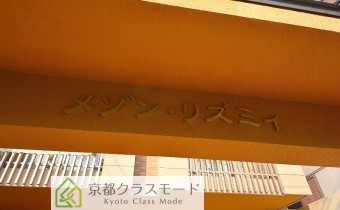 メゾン・リズミィ
京都クラスモード
Kyoto Class Mode